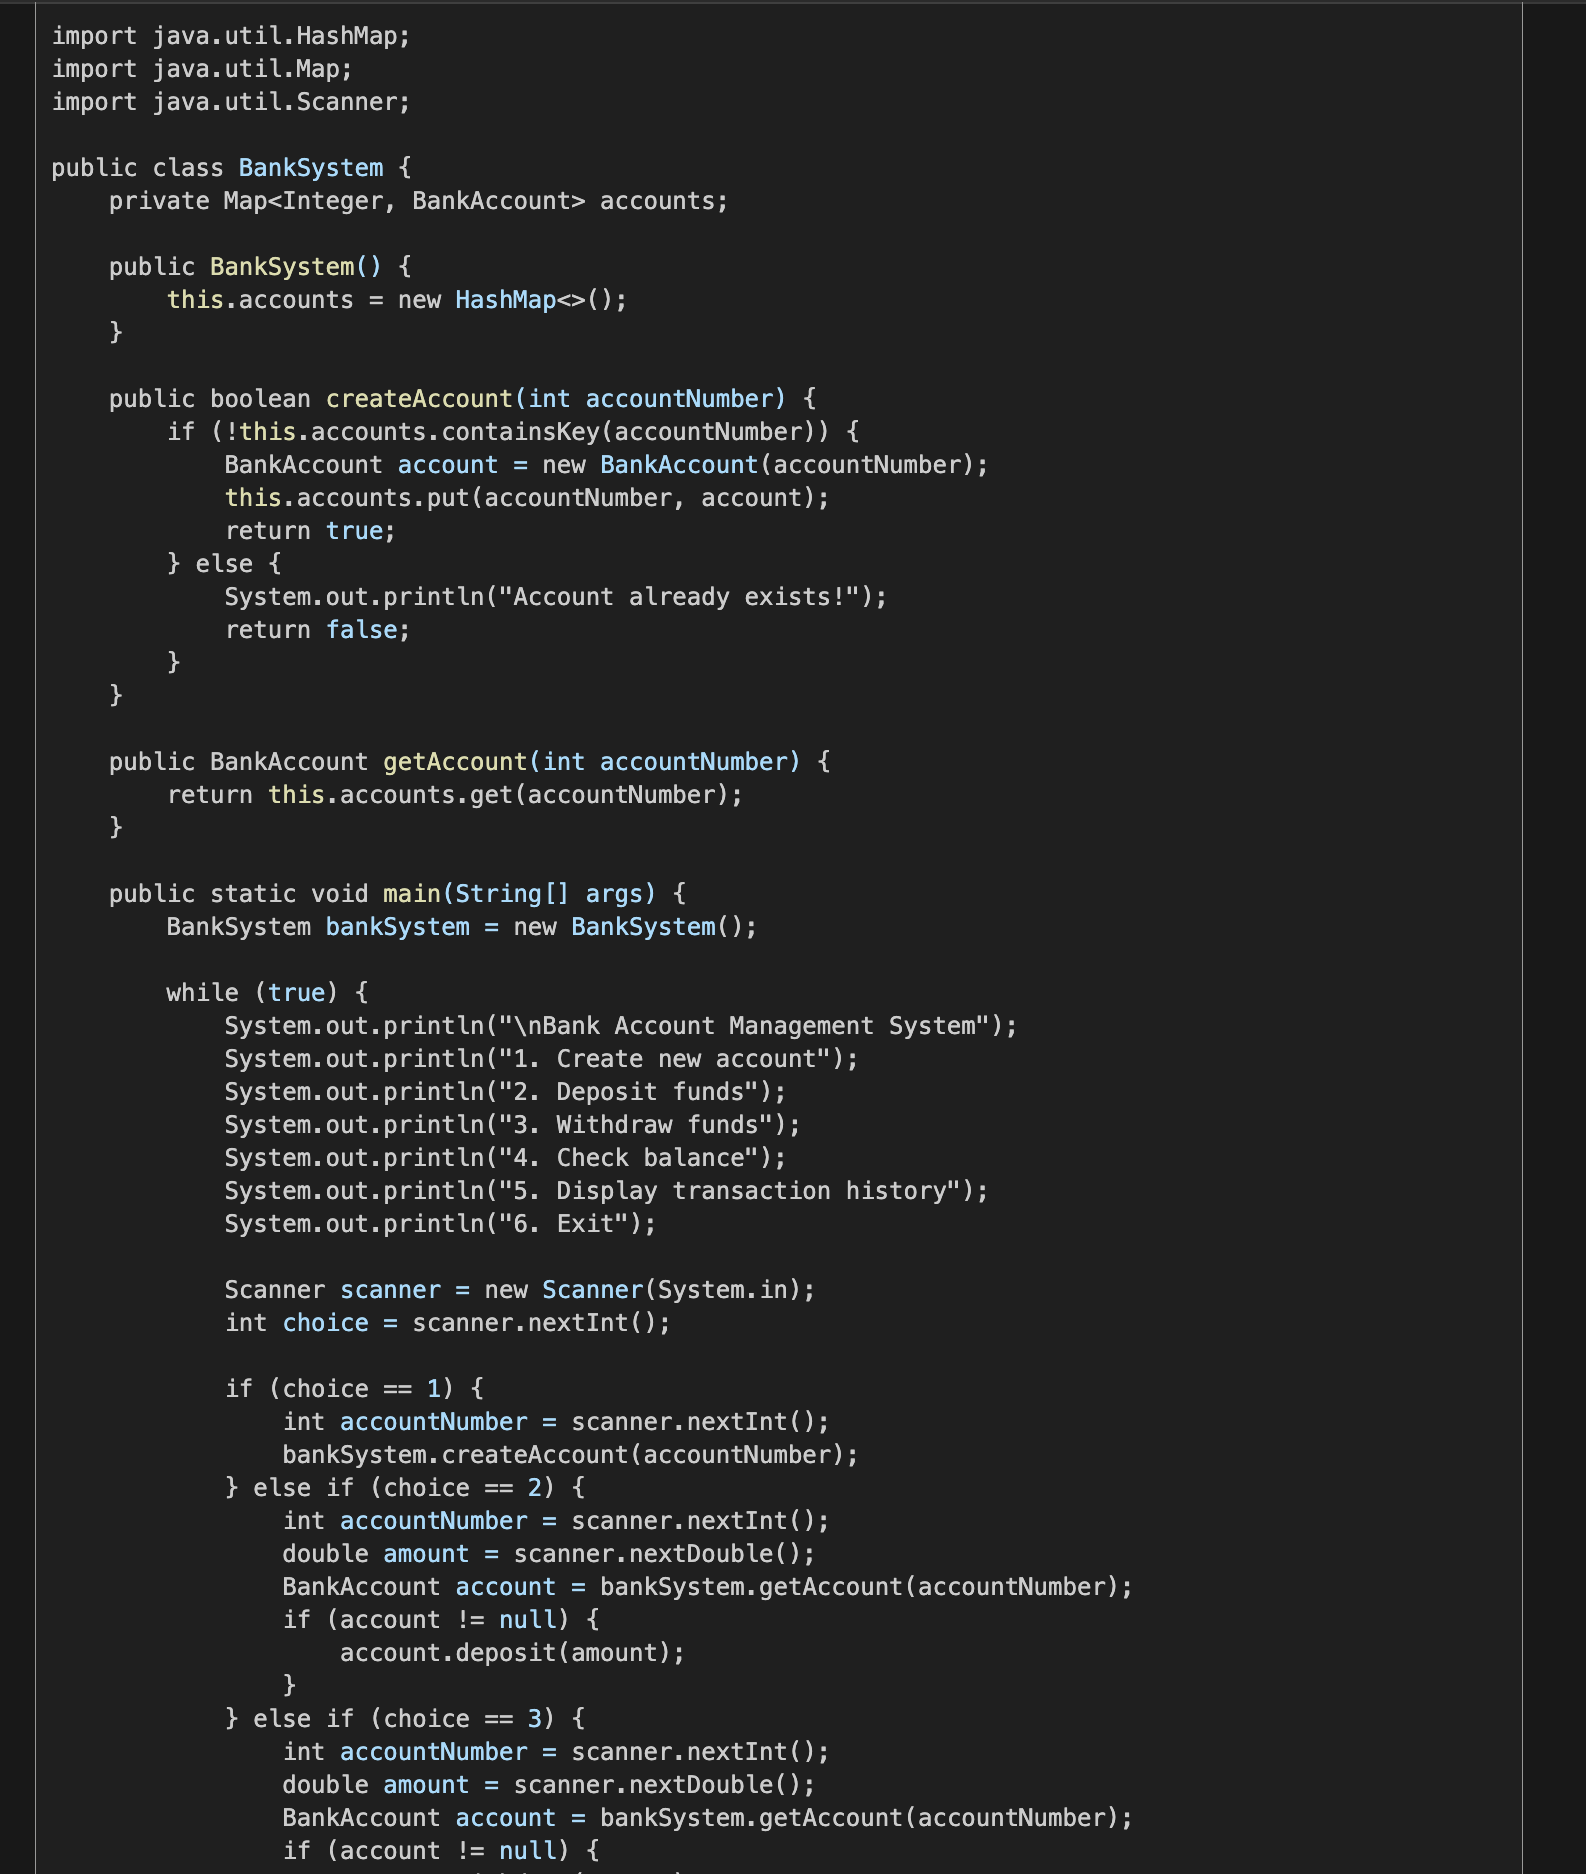 import java.util.HashMap;
import java.util.Map;
import java.util.Scanner;

public class BankSystem {
    private Map<Integer, BankAccount> accounts;

    public BankSystem() {
        this.accounts = new HashMap<>();
    }

    public boolean createAccount(int accountNumber) {
        if (!this.accounts.containsKey(accountNumber)) {
            BankAccount account = new BankAccount(accountNumber);
            this.accounts.put(accountNumber, account);
            return true;
        } else {
            System.out.println("Account already exists!");
            return false;
        }
    }

    public BankAccount getAccount(int accountNumber) {
        return this.accounts.get(accountNumber);
    }

    public static void main(String[] args) {
        BankSystem bankSystem = new BankSystem();

        while (true) {
            System.out.println("\nBank Account Management System");
            System.out.println("1. Create new account");
            System.out.println("2. Deposit funds");
            System.out.println("3. Withdraw funds");
            System.out.println("4. Check balance");
            System.out.println("5. Display transaction history");
            System.out.println("6. Exit");

            Scanner scanner = new Scanner(System.in);
            int choice = scanner.nextInt();

            if (choice == 1) {
                int accountNumber = scanner.nextInt();
                bankSystem.createAccount(accountNumber);
            } else if (choice == 2) {
                int accountNumber = scanner.nextInt();
                double amount = scanner.nextDouble();
                BankAccount account = bankSystem.getAccount(accountNumber);
                if (account != null) {
                    account.deposit(amount);
                }
            } else if (choice == 3) {
                int accountNumber = scanner.nextInt();
                double amount = scanner.nextDouble();
                BankAccount account = bankSystem.getAccount(accountNumber);
                if (account != null) {